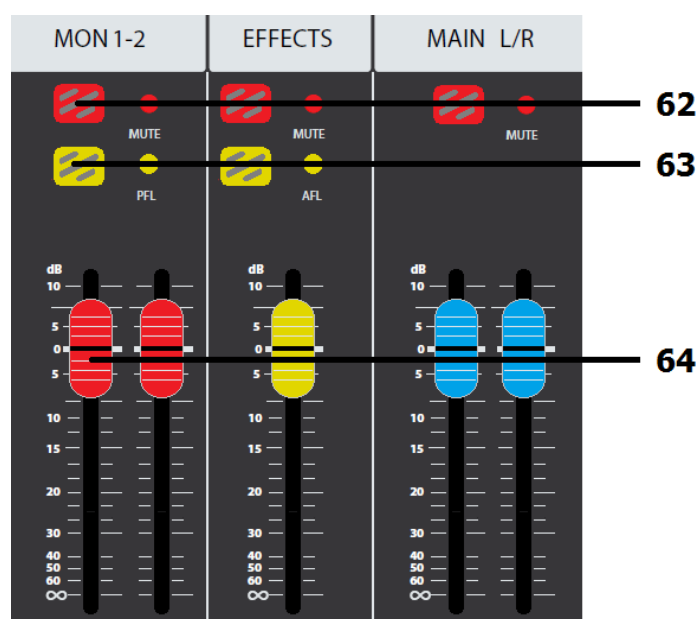 MON 1-2 EFFECTS MAIN L/R
62
MUTE MUTE MUTE
63
PFL AFL
dB dB dB
10 10 10
5 5 5
0 0 0
64
5 5 5
10 10 10
15 15 15
20 20 20
30 30 30
40 40 40
50 50 50
60 60 60
∞ ∞ ∞